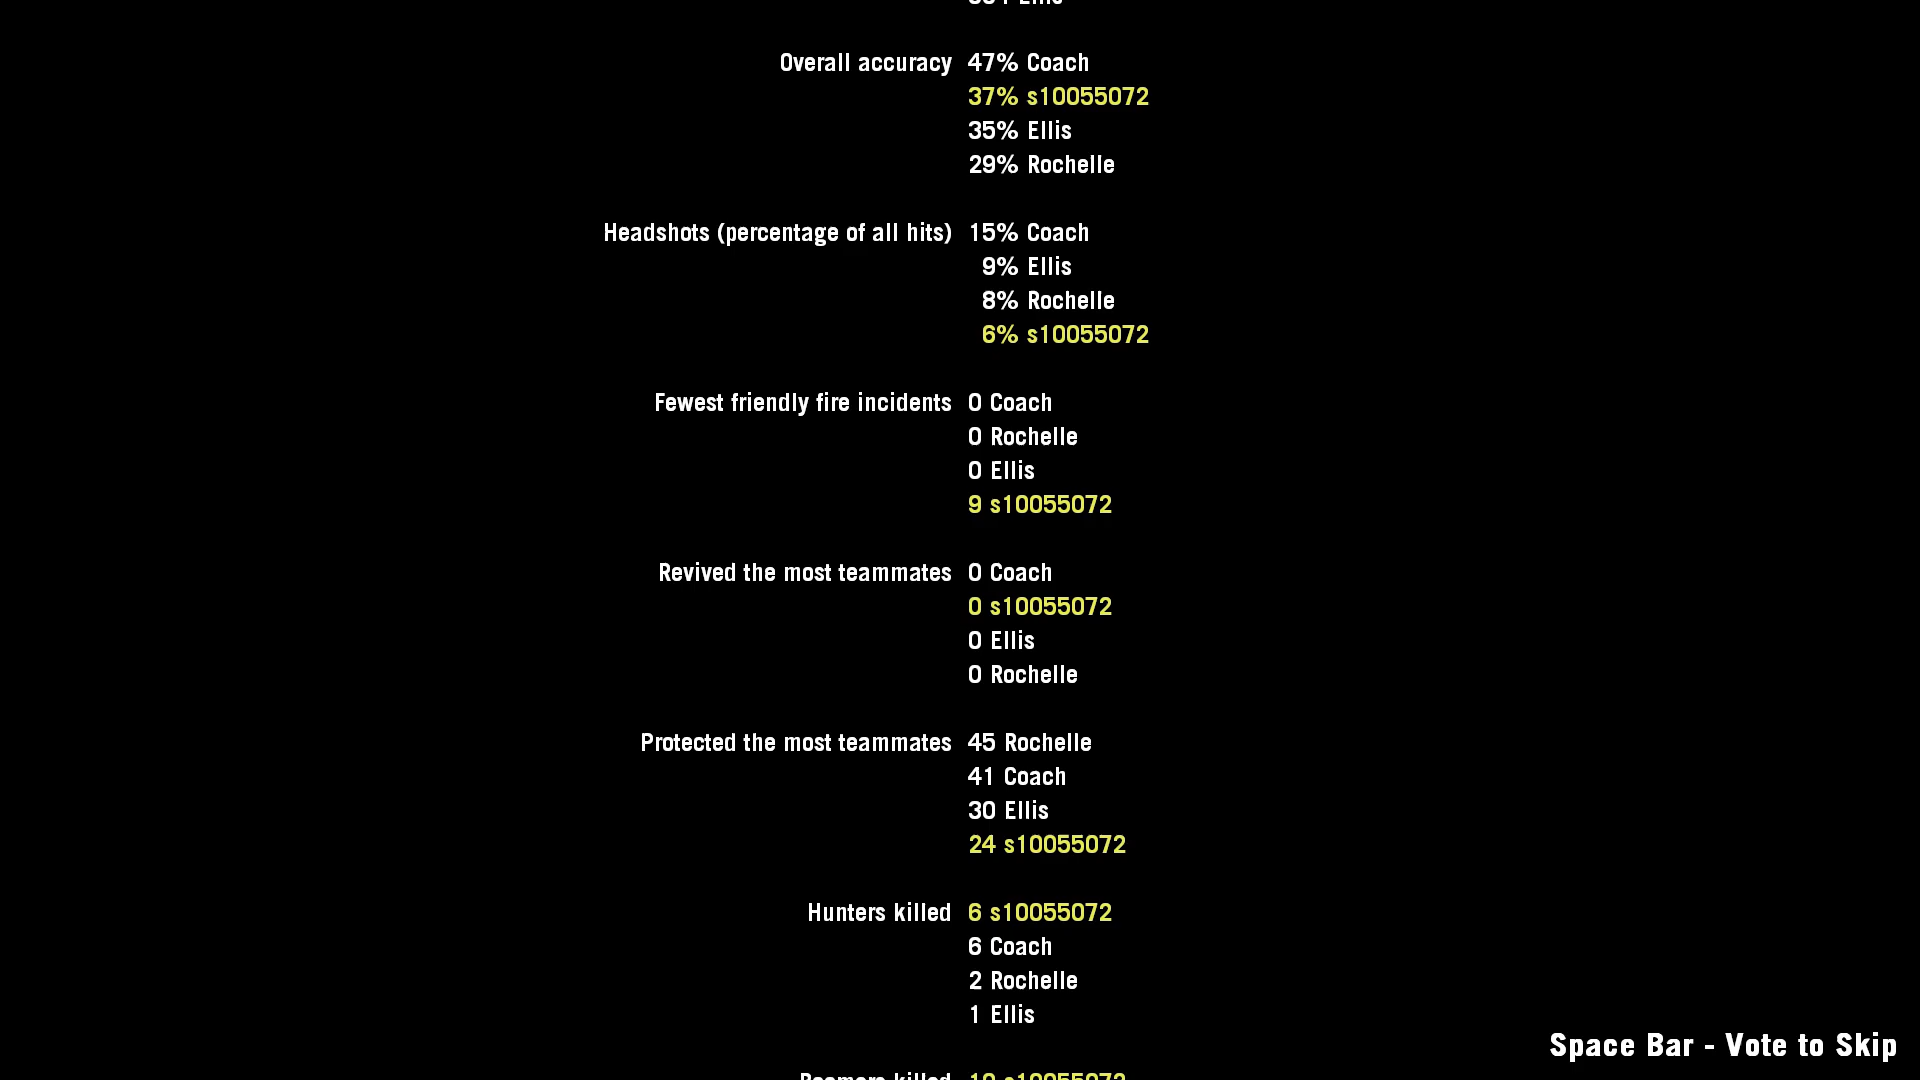 Overall accuracy 47% Coach
37% s10055072
35% Ellis
29% Rochelle
Headshots (percentage of all hits) 15% Coach
9% Ellis
8% Rochelle
6% s10055072
Fewest friendly fire incidents 0 Coach
0 Rochelle
0 Ellis
9 s10055072
Revived the most teammates 0 Coach
0 s10055072
0 Ellis
0 Rochelle
Protected the most teammates 45 Rochelle
41 Coach
30 Ellis
24 s10055072
Hunters killed 6 s10055072
6 Coach
2 Rochelle
1 Ellis
Space Bar - Vote to Skip